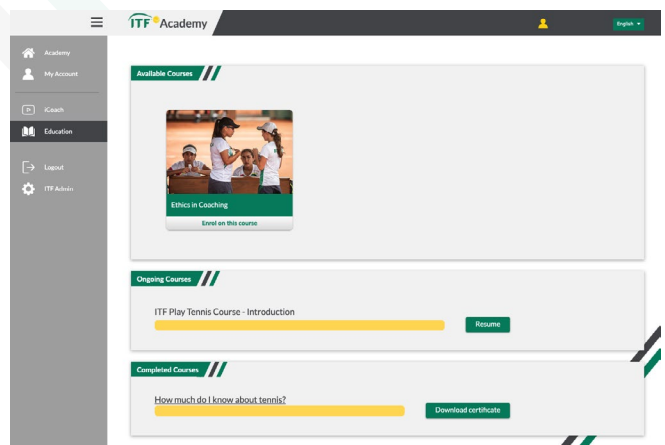 ITF Academy
English
Academy
My Account
iCoach
Education
Logout
ITF Admin
Available Courses
Ethics in Coaching
Enrol on this course
Ongoing Courses
ITF Play Tennis Course - Introduction
Resume
Completed Courses
How much do I know about tennis?
Download certificate